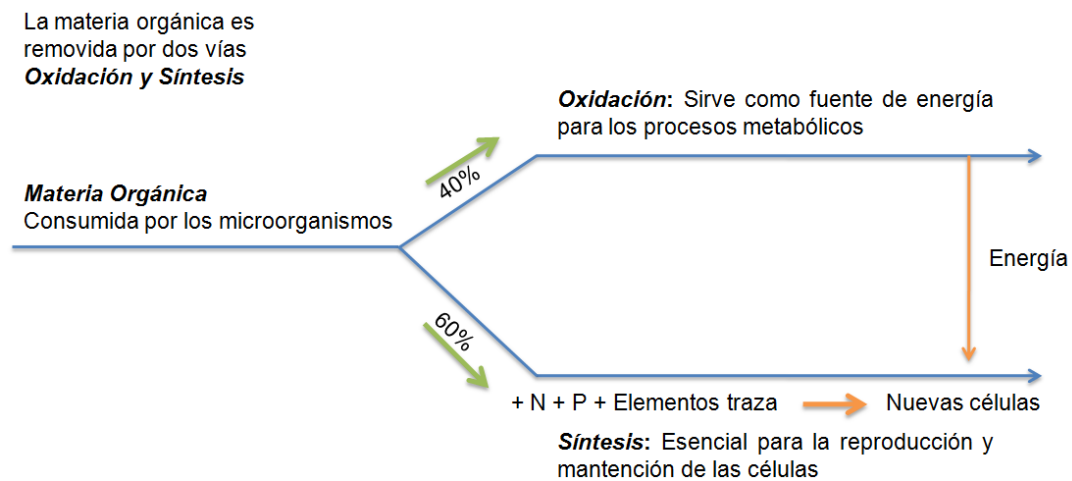 La materia orgánica es
removida por dos vías
Oxidación y Síntesis
Oxidación: Sirve como fuente de energía
para los procesos metabólicos
40%
Materia Orgánica
Consumida por los microorganismos
Energía
60%
+ N + P + Elementos traza
Nuevas células
Síntesis: Esencial para la reproducción y
mantención de las células